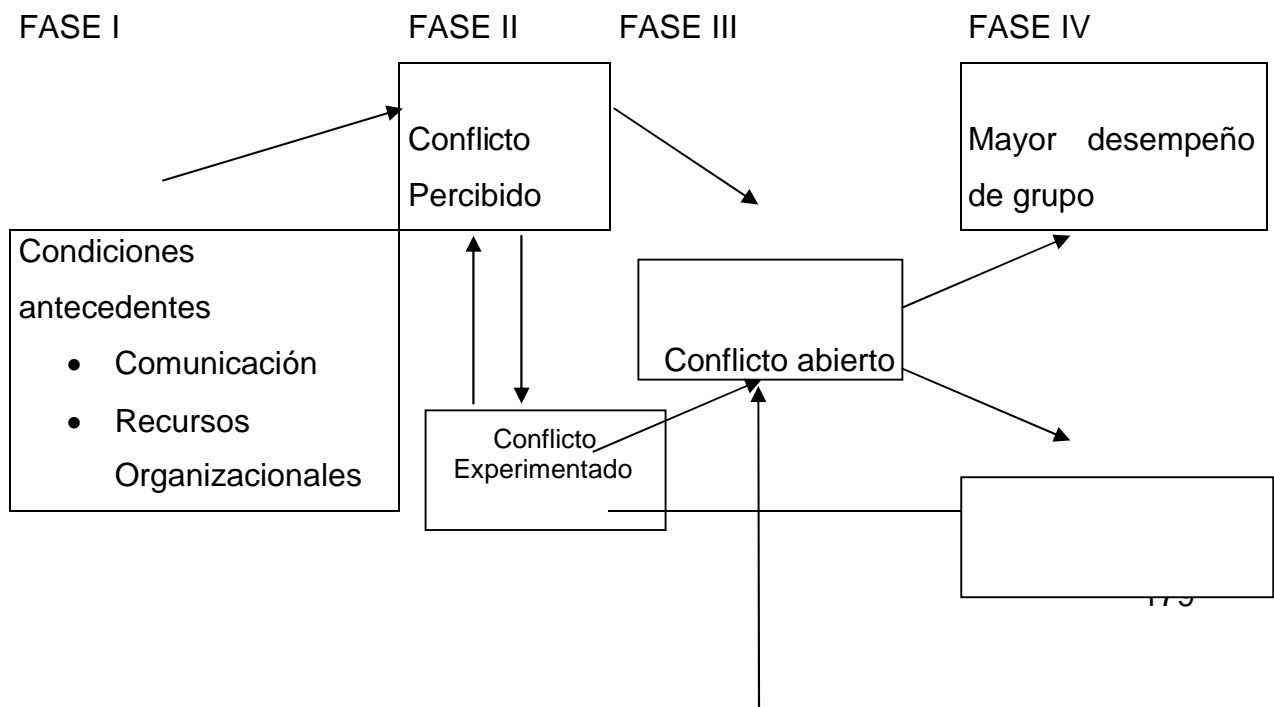 FASE I FASE II FASE III FASE IV
Conflicto
Percibido
Mayor desempeño
de grupo
Condiciones
antecedentes
• Comunicación
• Recursos
Organizacionales
Conflicto abierto
Conflicto
Experimentado